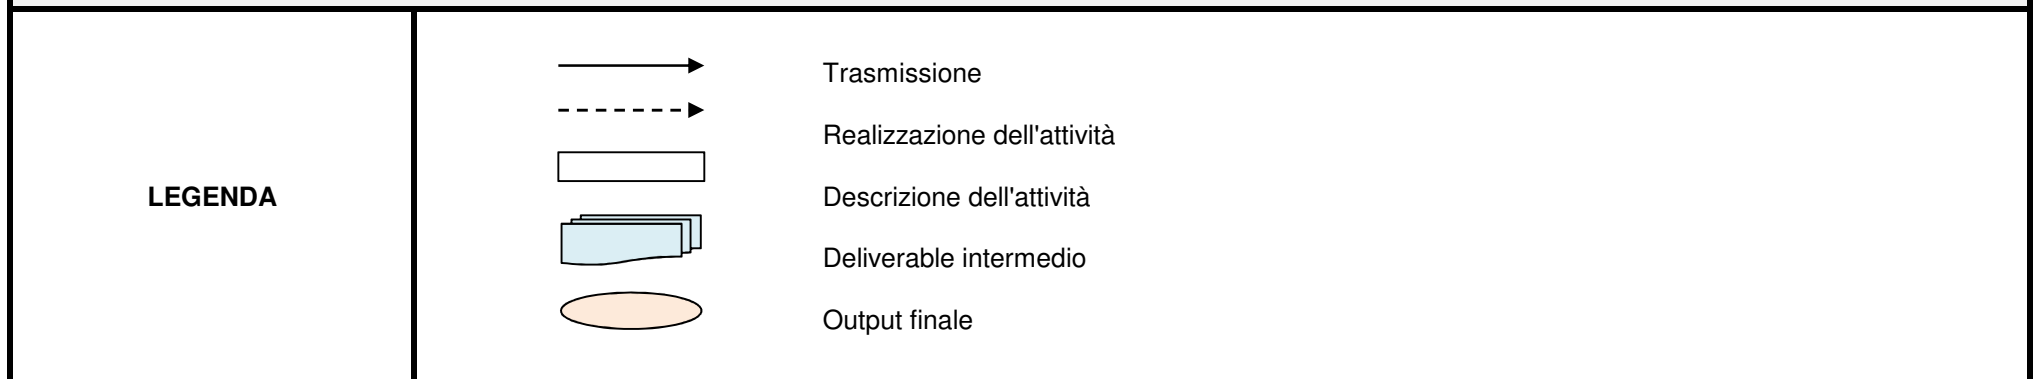 LEGENDA
Trasmissione
Realizzazione dell'attività
Descrizione dell'attività
Deliverable intermedio
Output finale